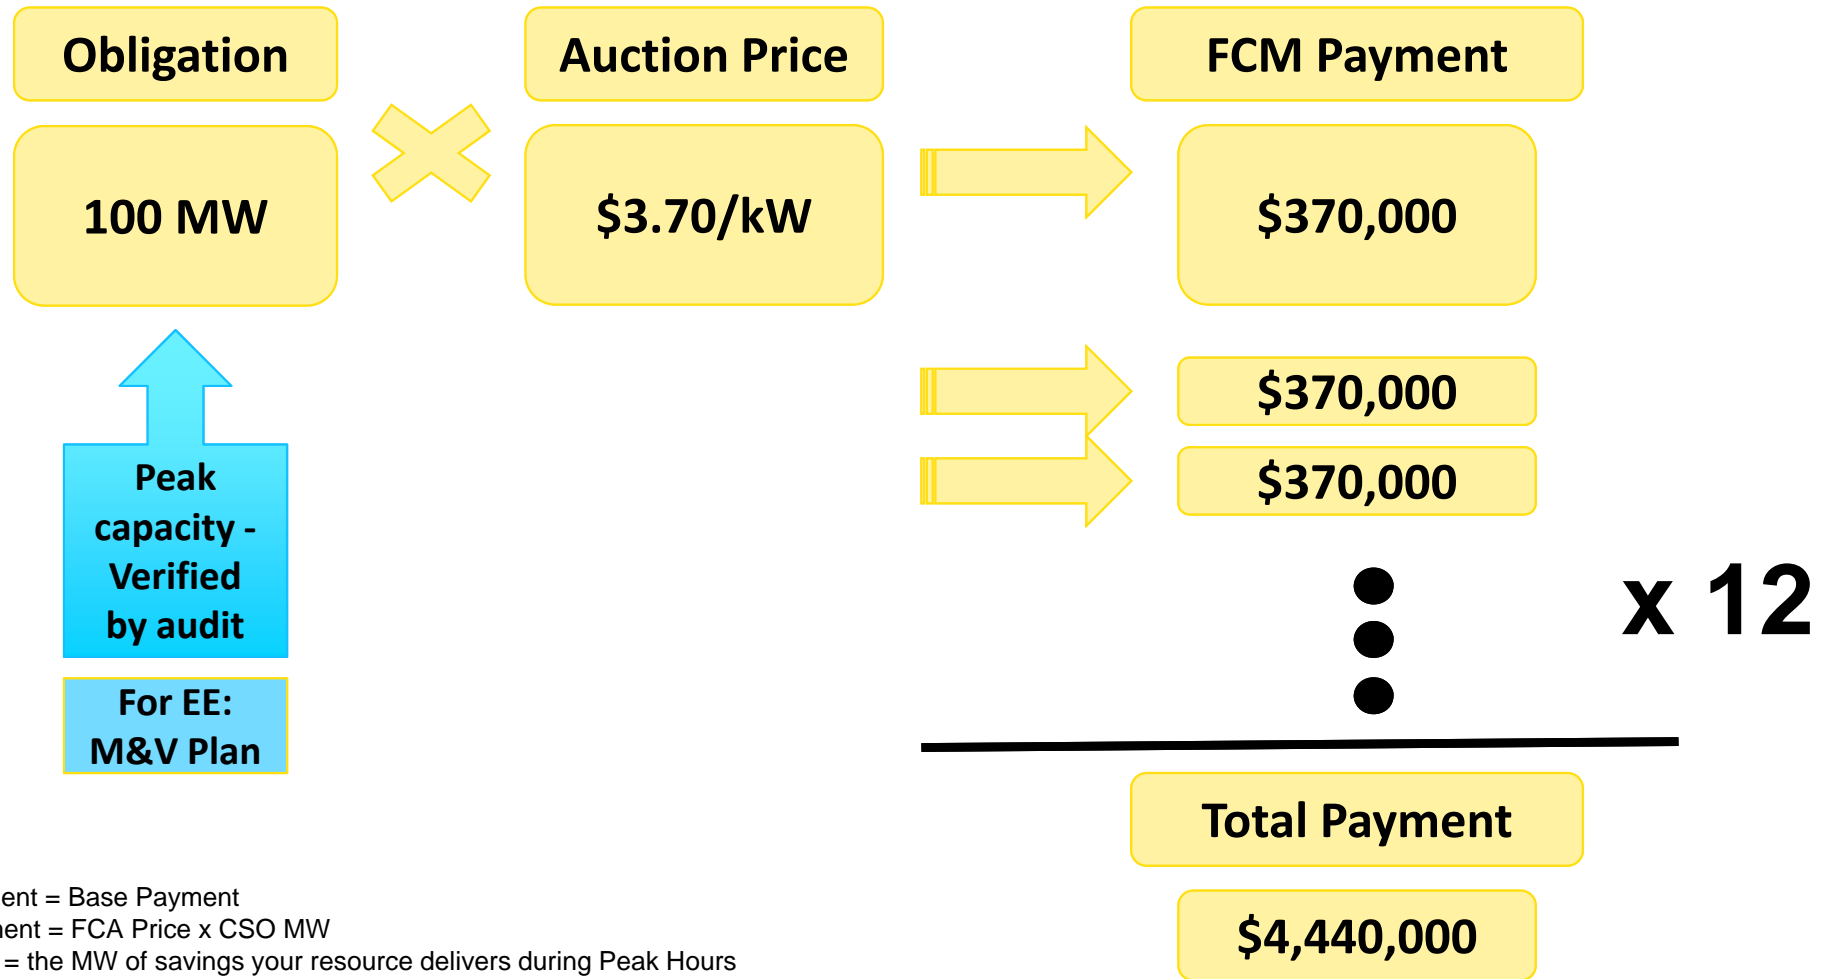 Obligation
Auction Price
FCM Payment
100 MW
$3.70/kW
$370,000
$370,000
$370,000
Peak
capacity -
Verified
by audit
x 12
For EE:
M&V Plan
Total Payment
$4,440,000
= Base Payment
= FCA Price x CSO MW
= the MW of savings your resource delivers during Peak Hours